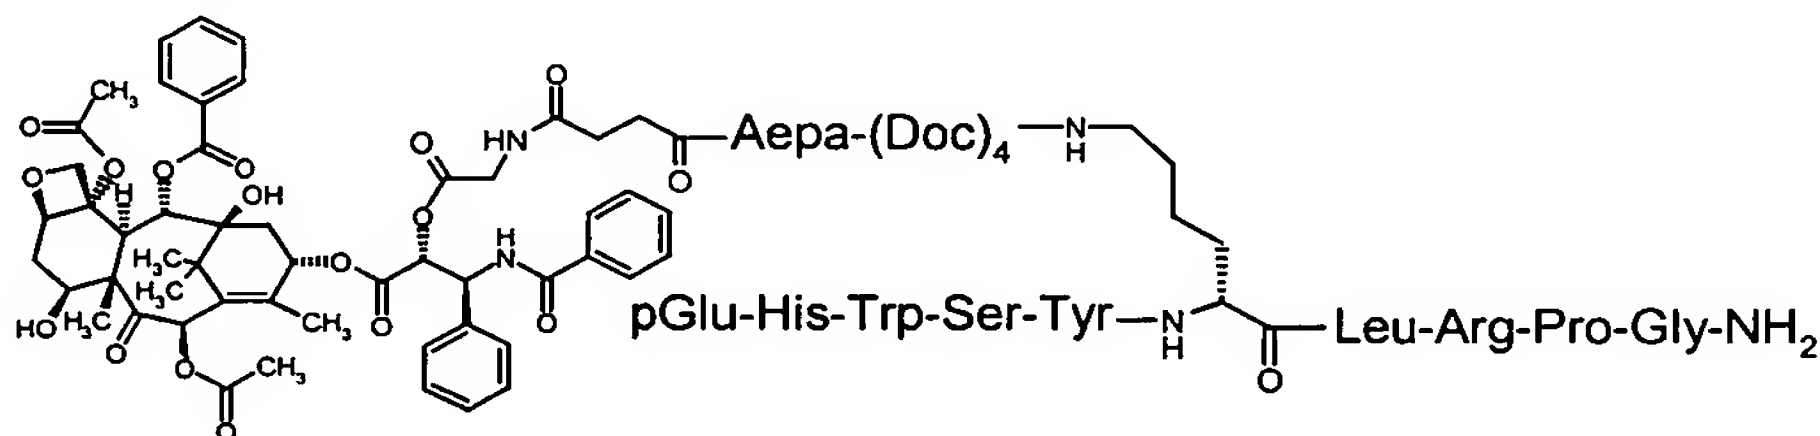 O
CH₃
O
O
HN
Aepa-(Doc)₄
N
H
O
O
O
O
O
O
O
H
OH
O
H₃C
H₃C
O
O
H
N
O
HO
H₃C
O
CH₃
O
CH₃
O
pGlu-His-Trp-Ser-Tyr
N
H
O
Leu-Arg-Pro-Gly-NH₂